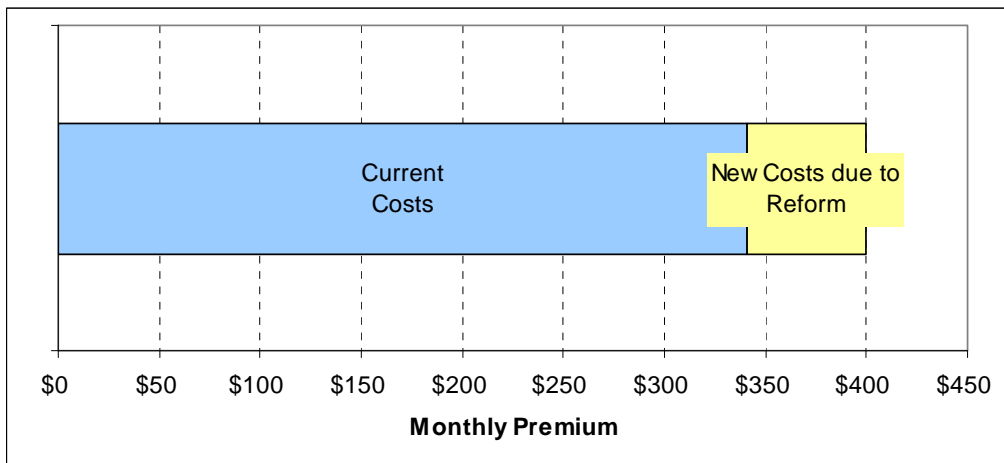 Current
Costs
New Costs due to
Reform
$0 $50 $100 $150 $200 $250 $300 $350 $400 $450
Monthly Premium